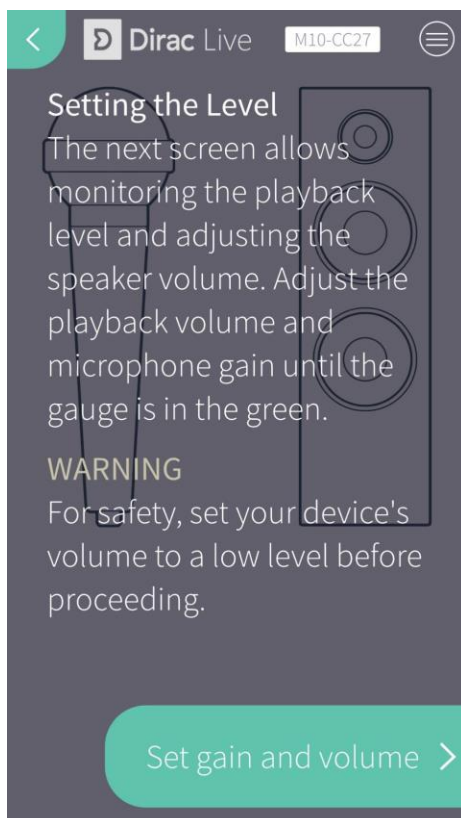 Dirac Live M10-CC27
Setting the Level
The next screen allows
monitoring the playback
level and adjusting the
speaker volume. Adjust the
playback volume and
microphone gain until the
gauge is in the green.
WARNING
For safety, set your device's
volume to a low level before
proceeding.
Set gain and volume